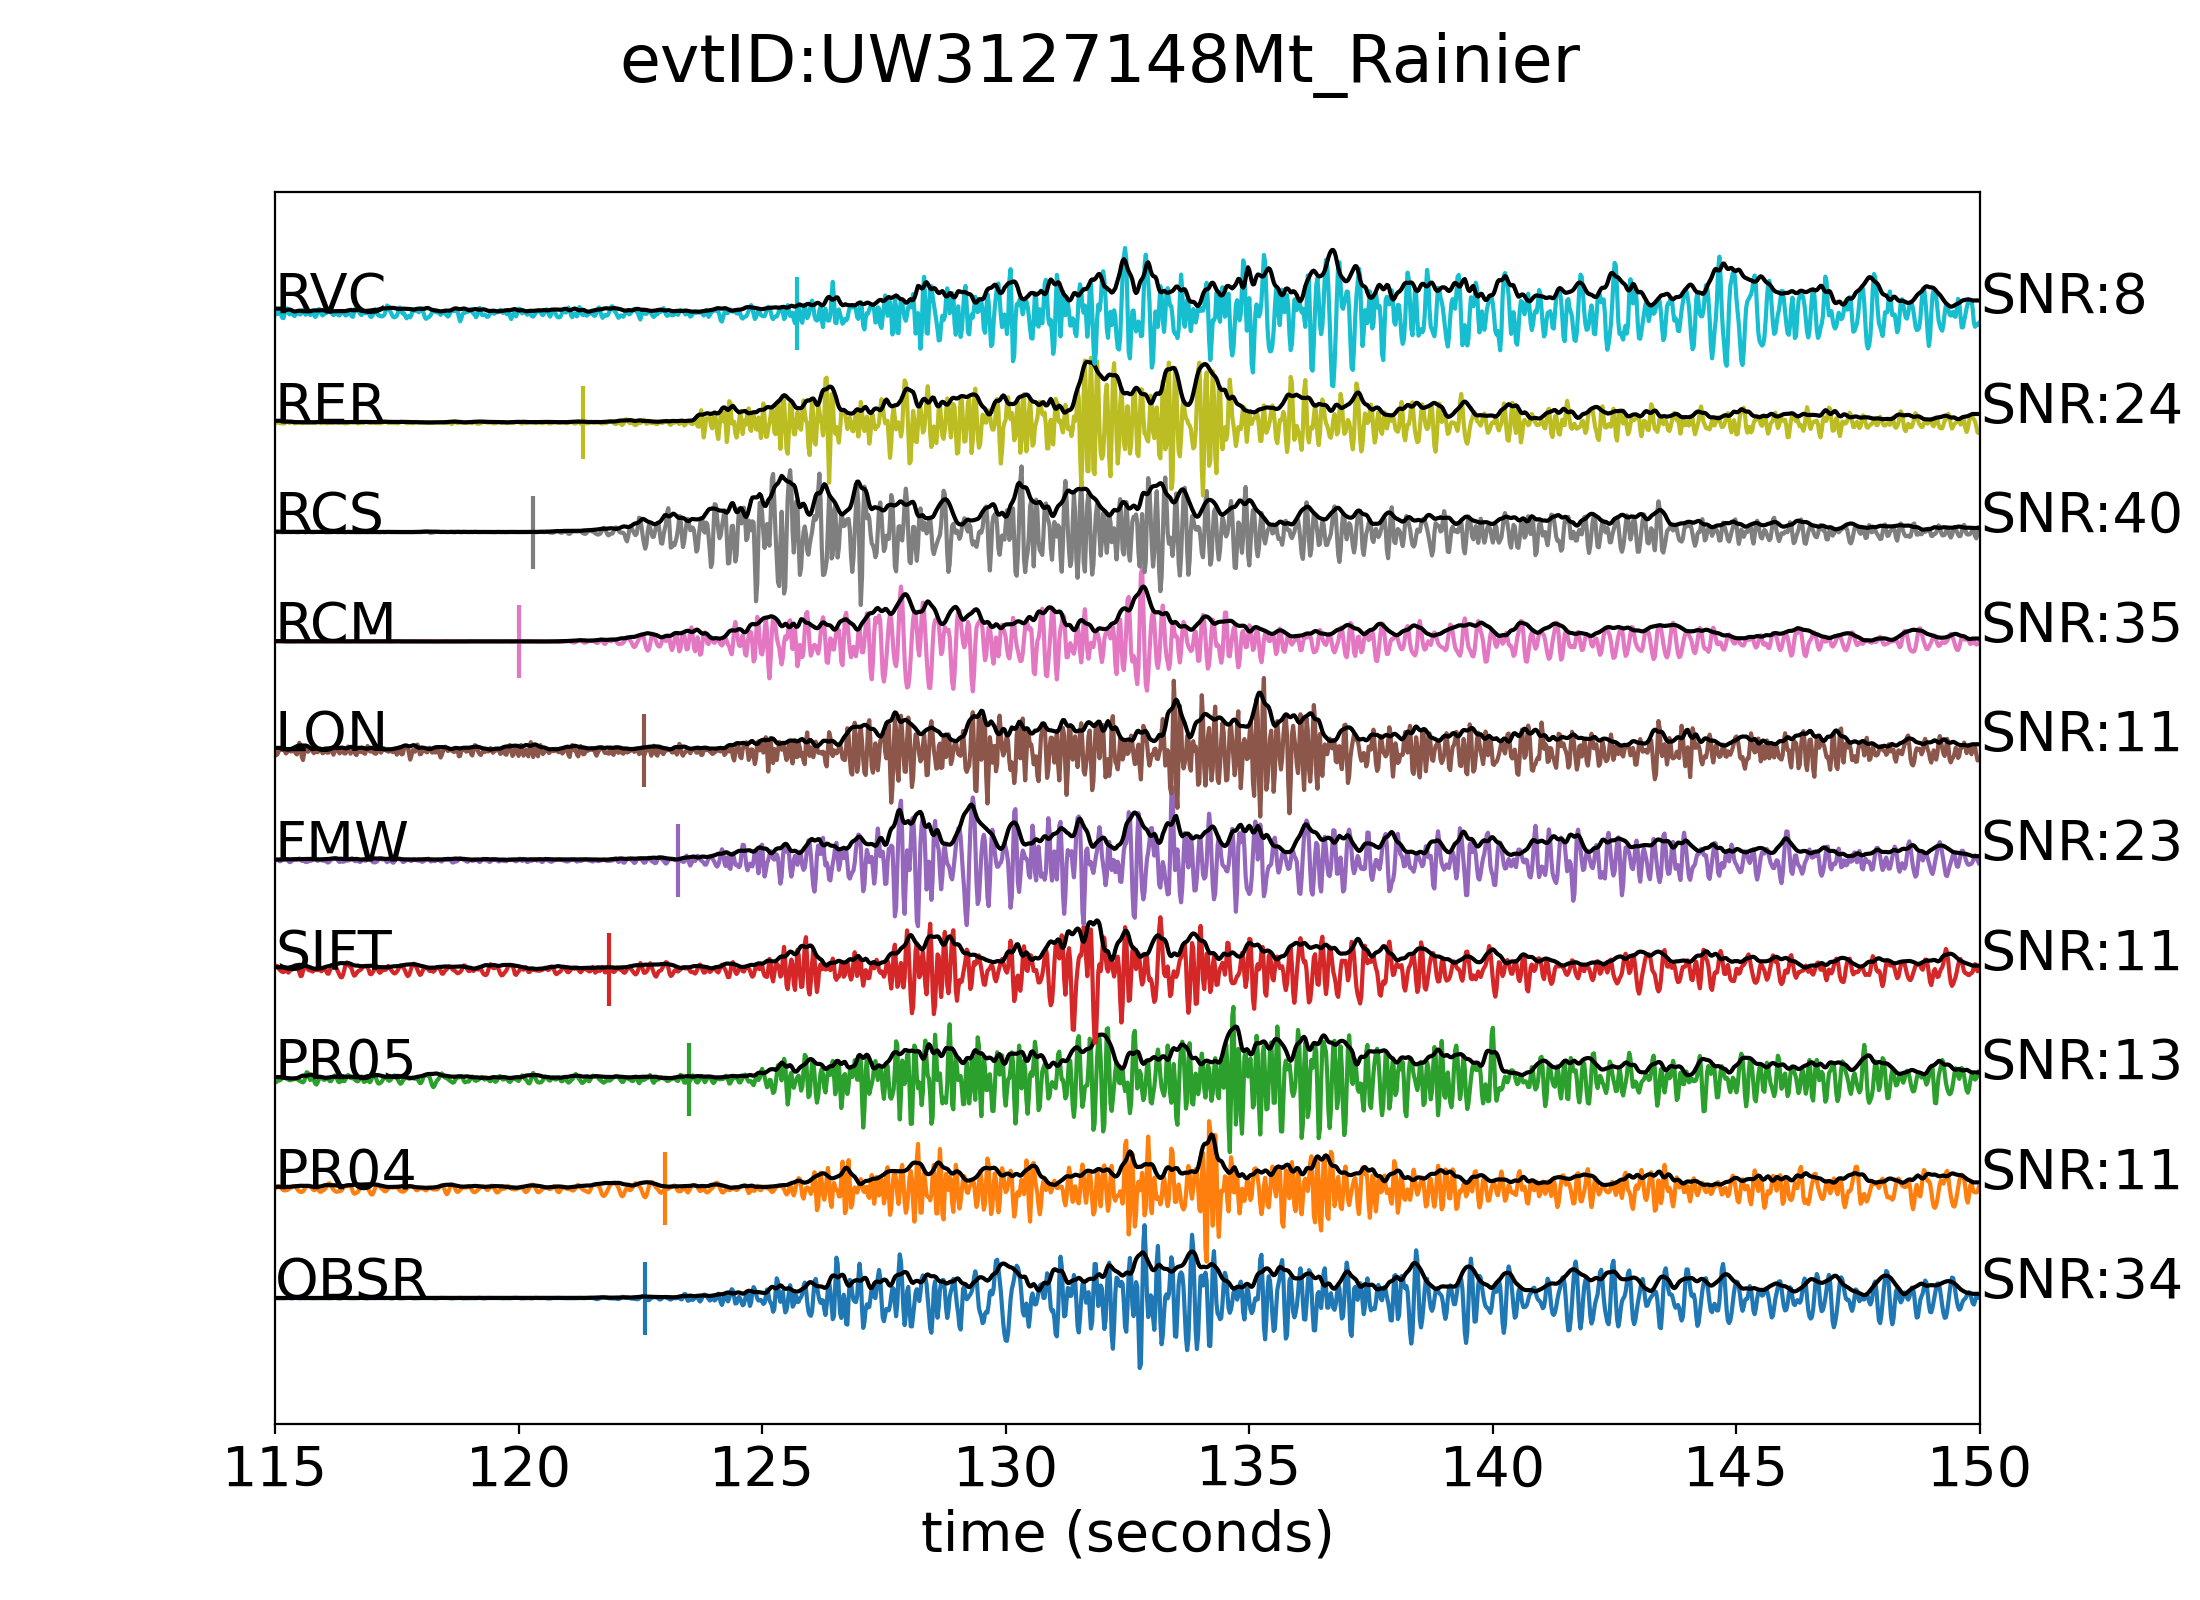 evtID:UW3127148Mt_Rainier
RVC SNR:8
RER SNR:24
RCS SNR:40
RCM SNR:35
LON SNR:11
FMW SNR:23
SIFT SNR:11
PR05 SNR:13
PR04 SNR:11
OBSR SNR:34
115 120 125 130 135 140 145 150
time (seconds)